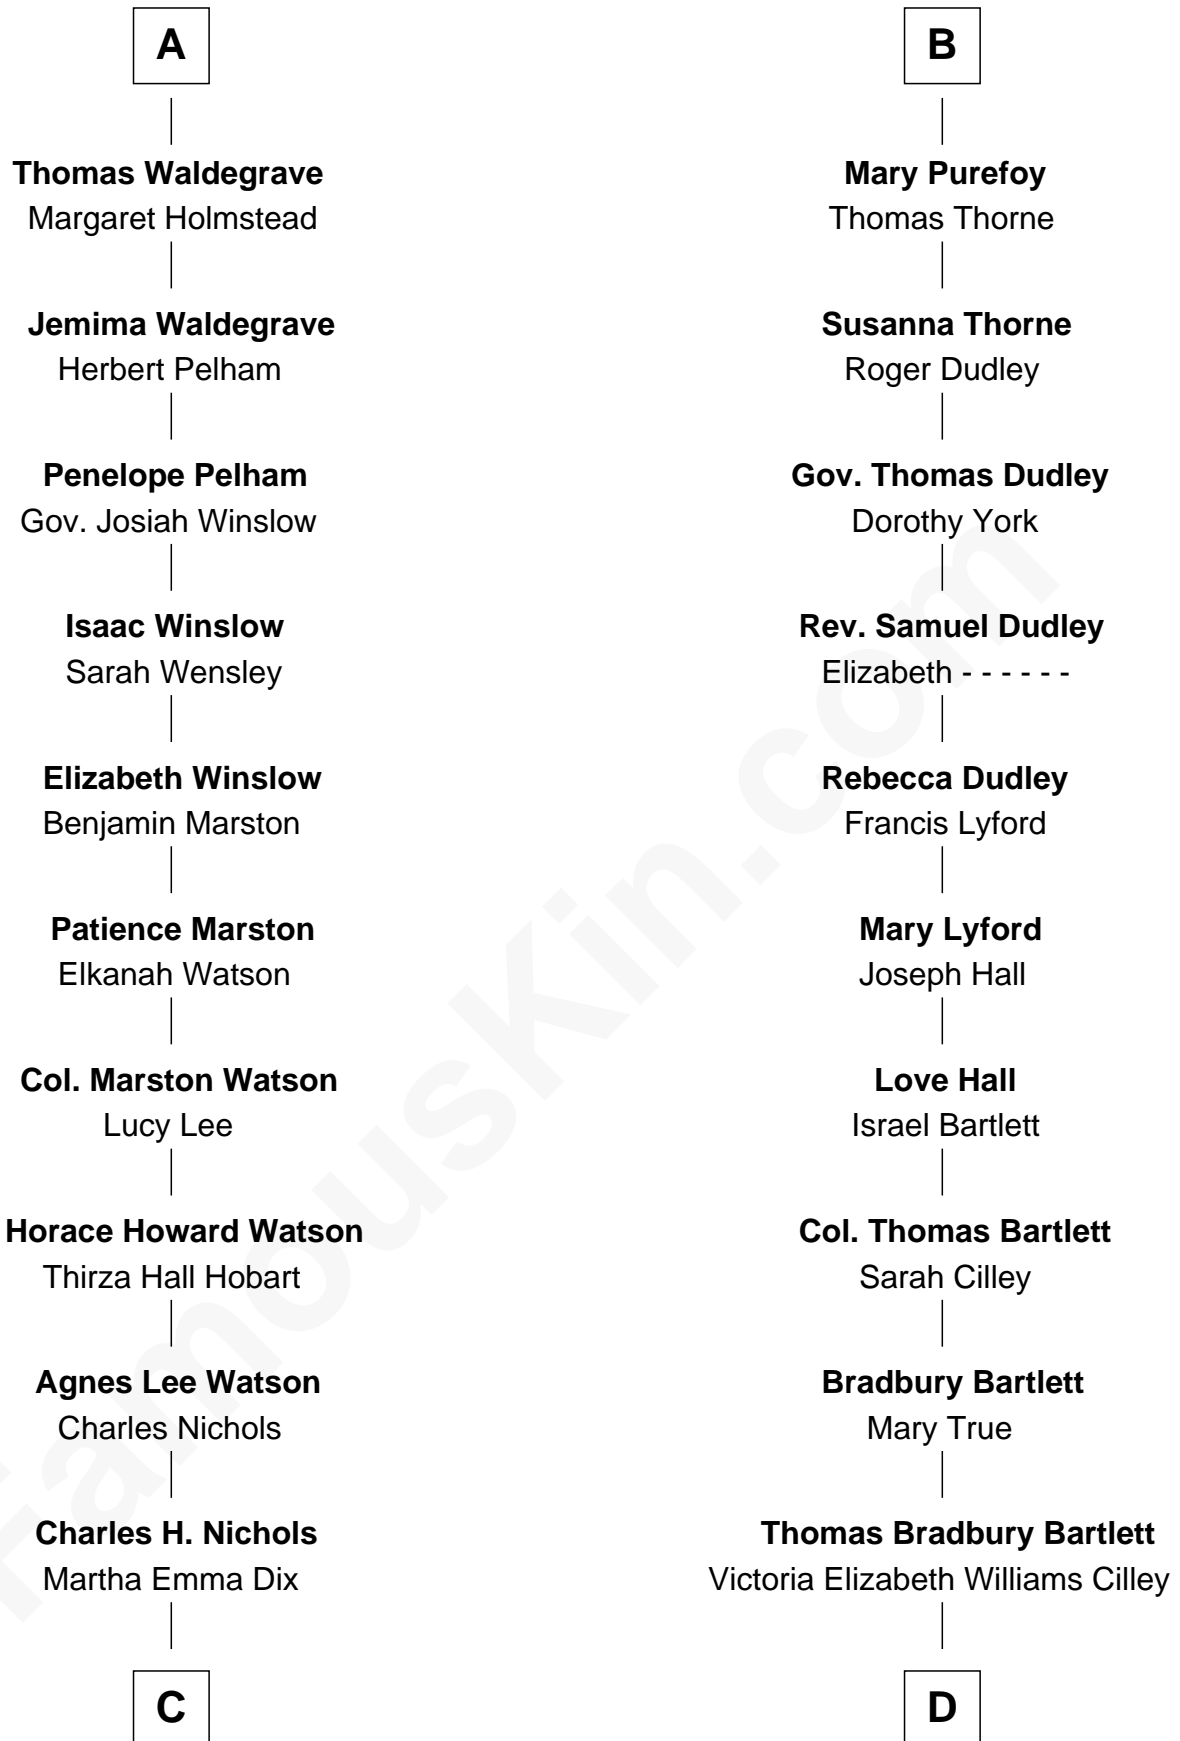 A
Thomas Waldegrave
Margaret Holmstead
Jemima Waldegrave
Herbert Pelham
Penelope Pelham
Gov. Josiah Winslow
Isaac Winslow
Sarah Wensley
Elizabeth Winslow
Benjamin Marston
Patience Marston
Elkanah Watson
Col. Marston Watson
Lucy Lee
Horace Howard Watson
Thirza Hall Hobart
Agnes Lee Watson
Charles Nichols
Charles H. Nichols
Martha Emma Dix
C
B
Mary Purefoy
Thomas Thorne
Susanna Thorne
Roger Dudley
Gov. Thomas Dudley
Dorothy York
Rev. Samuel Dudley
Elizabeth - - - - - -
Rebecca Dudley
Francis Lyford
Mary Lyford
Joseph Hall
Love Hall
Israel Bartlett
Col. Thomas Bartlett
Sarah Cilley
Bradbury Bartlett
Mary True
Thomas Bradbury Bartlett
Victoria Elizabeth Williams Cilley
D
FamousKin.com